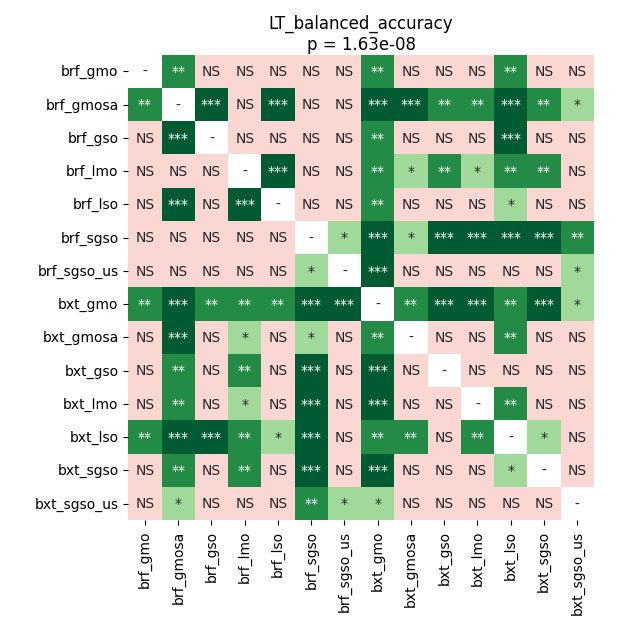 LT_balanced_accuracy
p = 1.63e-08
brf_gmo - ** NS NS NS NS NS ** NS NS NS ** NS NS
brf_gmosa ** - *** NS *** NS NS *** *** ** ** *** ** *
brf_gso NS *** - NS NS NS NS ** NS NS NS *** NS NS
brf_lmo NS NS NS - *** NS NS ** * ** * ** ** NS
brf_lso NS *** NS *** - NS NS ** NS NS NS * NS NS
brf_sgso NS NS NS NS NS - * *** * *** *** *** *** **
brf_sgso_us NS NS NS NS NS * - *** NS NS NS NS NS *
bxt_gmo ** *** ** ** ** *** *** - ** *** *** ** *** *
bxt_gmosa NS *** NS * NS * NS ** - NS NS ** NS NS
bxt_gso NS ** NS ** NS *** NS *** NS - NS NS NS NS
bxt_lmo NS ** NS * NS *** NS *** NS NS - ** NS NS
bxt_lso ** *** *** ** * *** NS ** ** NS ** - * NS
bxt_sgso NS ** NS ** NS *** NS *** NS NS NS * - NS
bxt_sgso_us NS * NS NS NS ** * * NS NS NS NS NS -
brf_gmo brf_gmosa brf_gso brf_lmo brf_lso brf_sgso brf_sgso_us bxt_gmo bxt_gmosa bxt_gso bxt_lmo bxt_lso bxt_sgso bxt_sgso_us